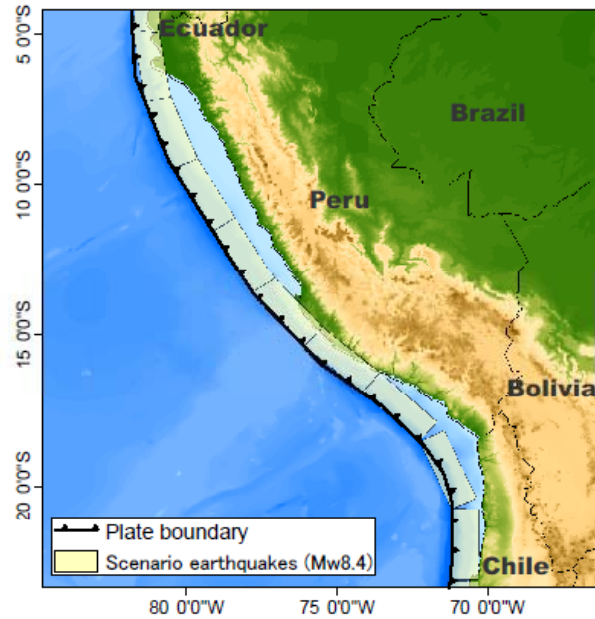 Ecuador
5 0'0"S
Brazil
10 0'0"S
Peru
15 0'0"S
Bolivia
20 0'0"S
Plate boundary
Scenario earthquakes (Mw8.4)
Chile
80 0'0"W
75 0'0"W
70 0'0"W